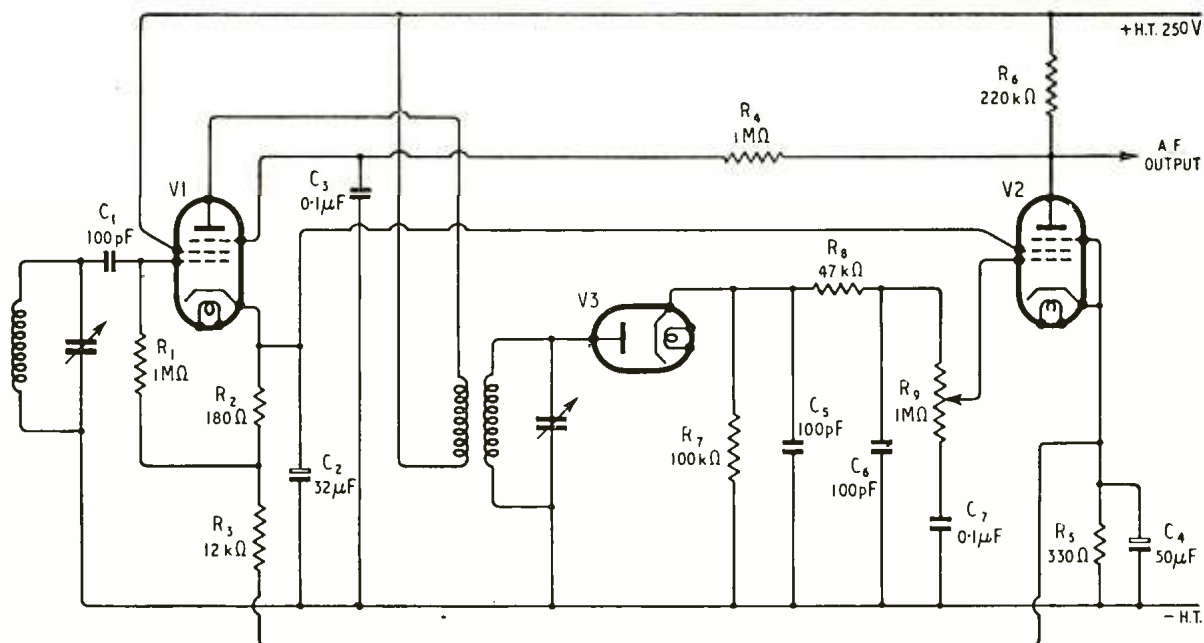 + H.T. 250V
R6
220kΩ
R4
1MΩ
A.F.
OUTPUT
V1
C3
0·1µF
V2
C1
100pF
R8
47kΩ
V3
R1
1MΩ
R9
1MΩ
R2
180Ω
C5
100pF
R7
100kΩ
C2
32µF
C6
100pF
R3
12kΩ
C7
0·1µF
R5
330Ω
C4
50µF
— H.T.